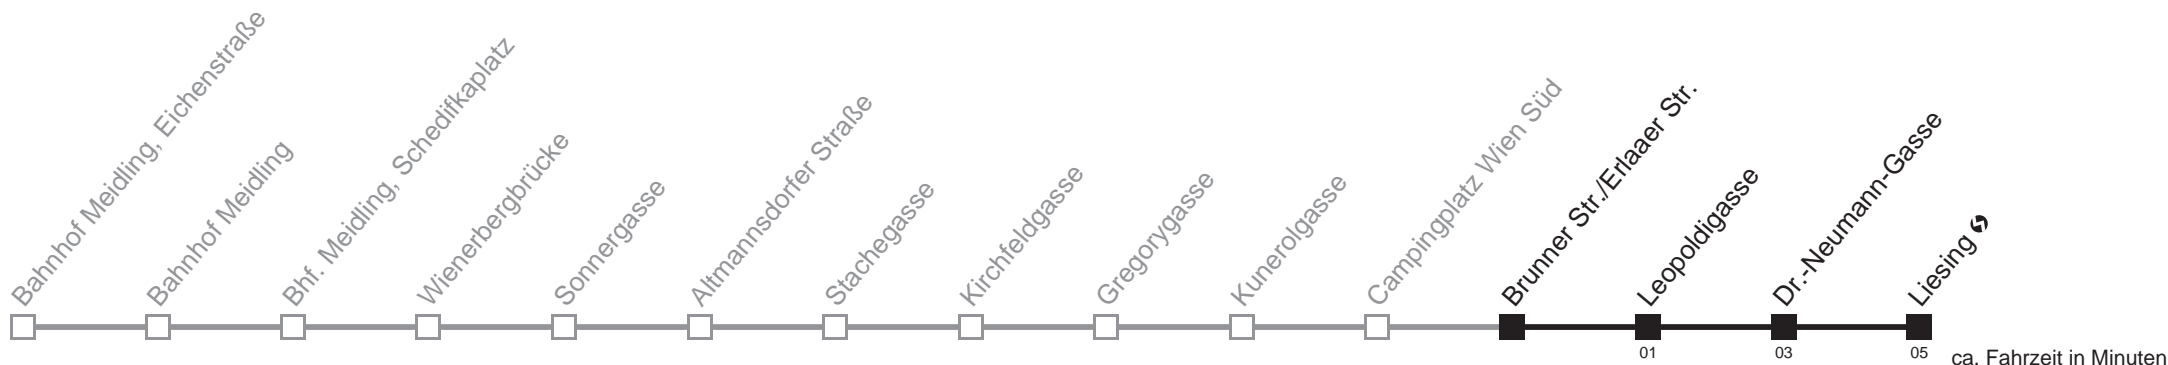 Bahnhof Meidling, Eichenstraße
Bahnhof Meidling
Bhf. Meidling, Schedifkaplatz
Wienerbergbrücke
Sonnergasse
Altmannsdorfer Straße
Stachegasse
Kirchfeldgasse
Gregorygasse
Kunerolgasse
Campingplatz Wien Süd
Brunner Str./Erlaaer Str.
Leopoldigasse
Dr.-Neumann-Gasse
Liesing
01
03
05
ca. Fahrzeit in Minuten